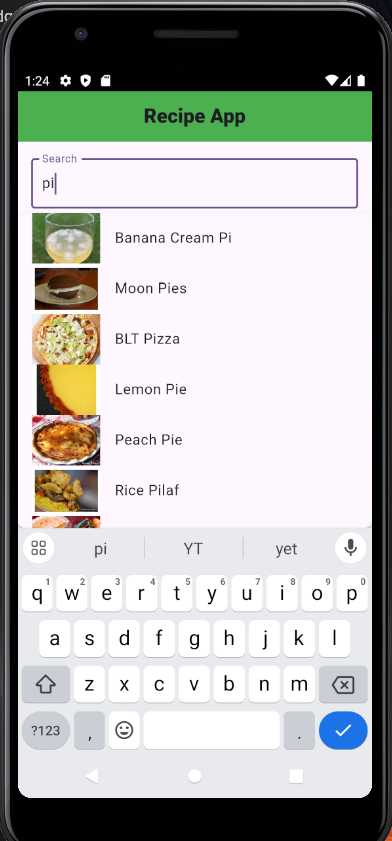 1:24
Recipe App
Search
pi
Banana Cream Pi
Moon Pies
BLT Pizza
Lemon Pie
Peach Pie
Rice Pilaf
pi YT yet
q1 w2 e3 r4 t5 y6 u7 i8 o9 p0
a s d f g h j k l
z x c v b n m
?123 , .